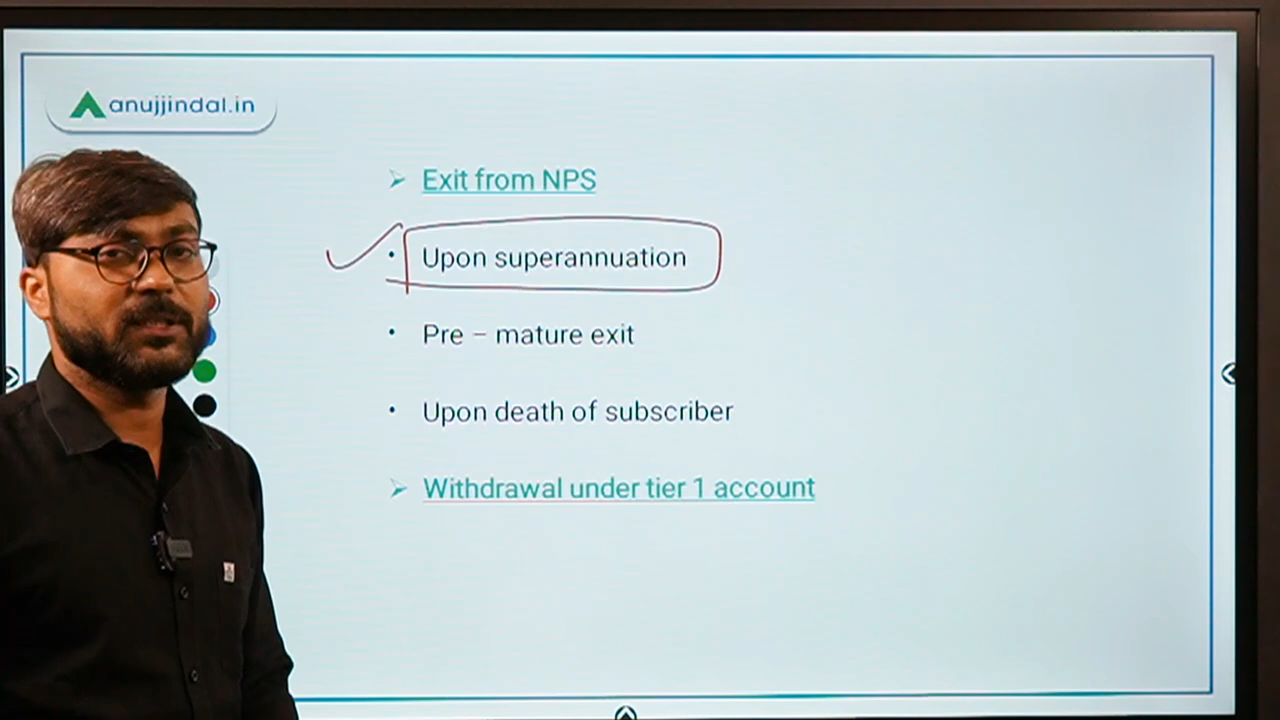 anujjindal.in
Exit from NPS
Upon superannuation
Pre – mature exit
Upon death of subscriber
Withdrawal under tier 1 account